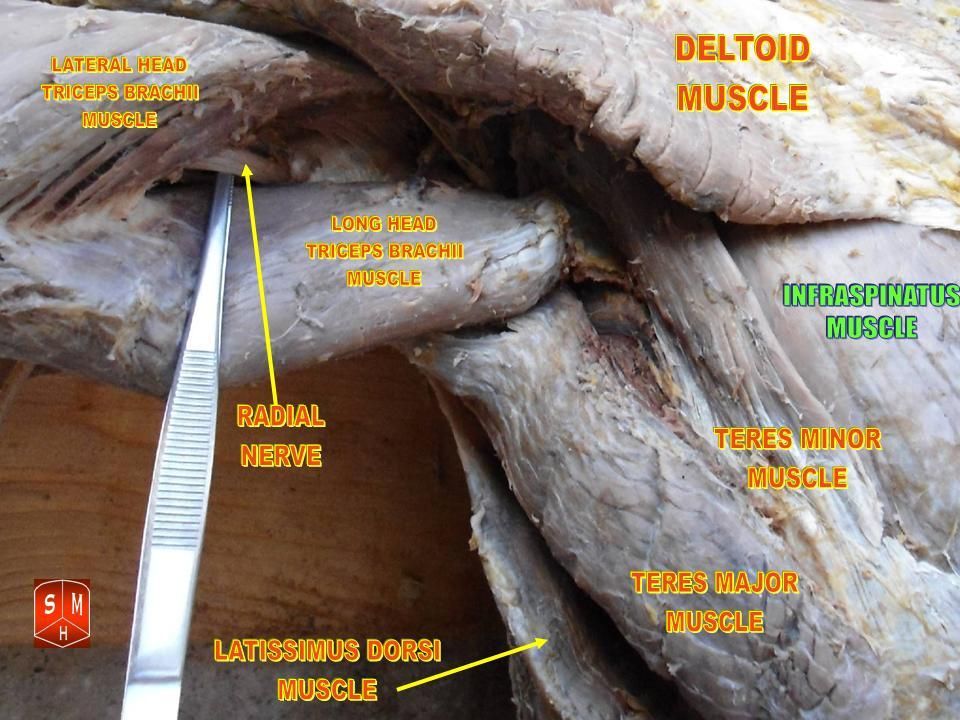 LATERAL HEAD
TRICEPS BRACHII
MUSCLE
DELTOID
MUSCLE
LONG HEAD
TRICEPS BRACHII
MUSCLE
INFRASPINATUS
MUSCLE
RADIAL
NERVE
TERES MINOR
MUSCLE
TERES MAJOR
MUSCLE
LATISSIMUS DORSI
MUSCLE
S M
H